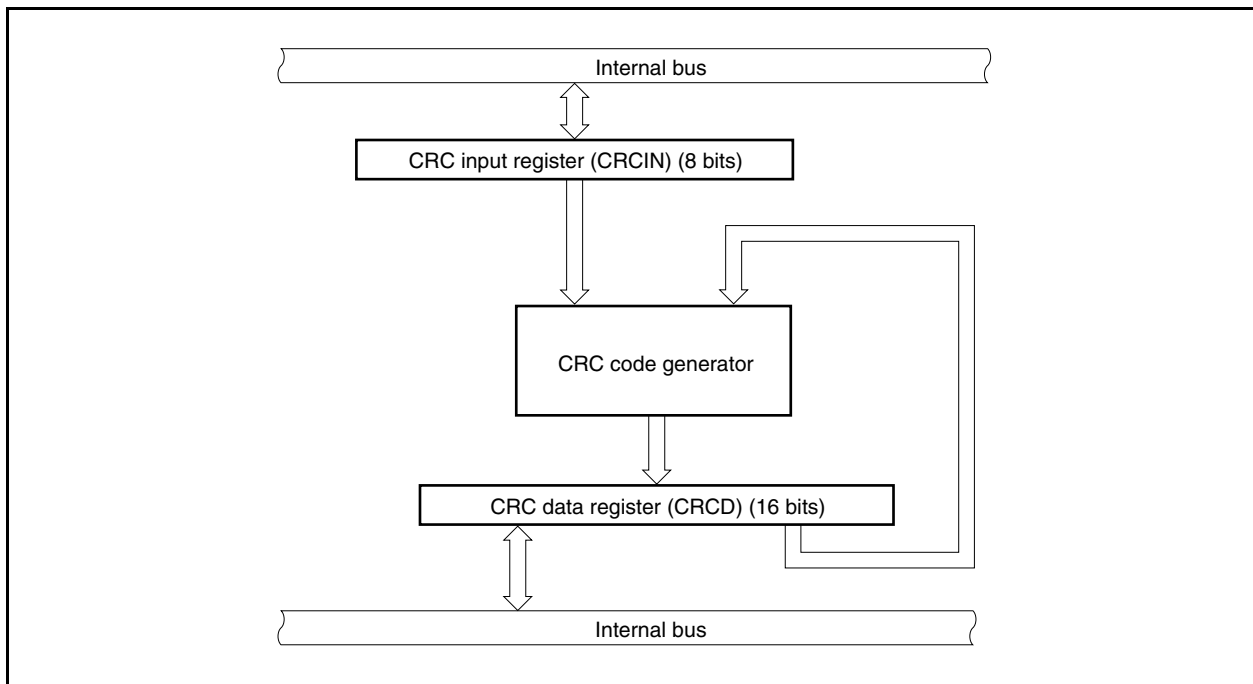 Internal bus
CRC input register (CRCIN) (8 bits)
CRC code generator
CRC data register (CRCD) (16 bits)
Internal bus